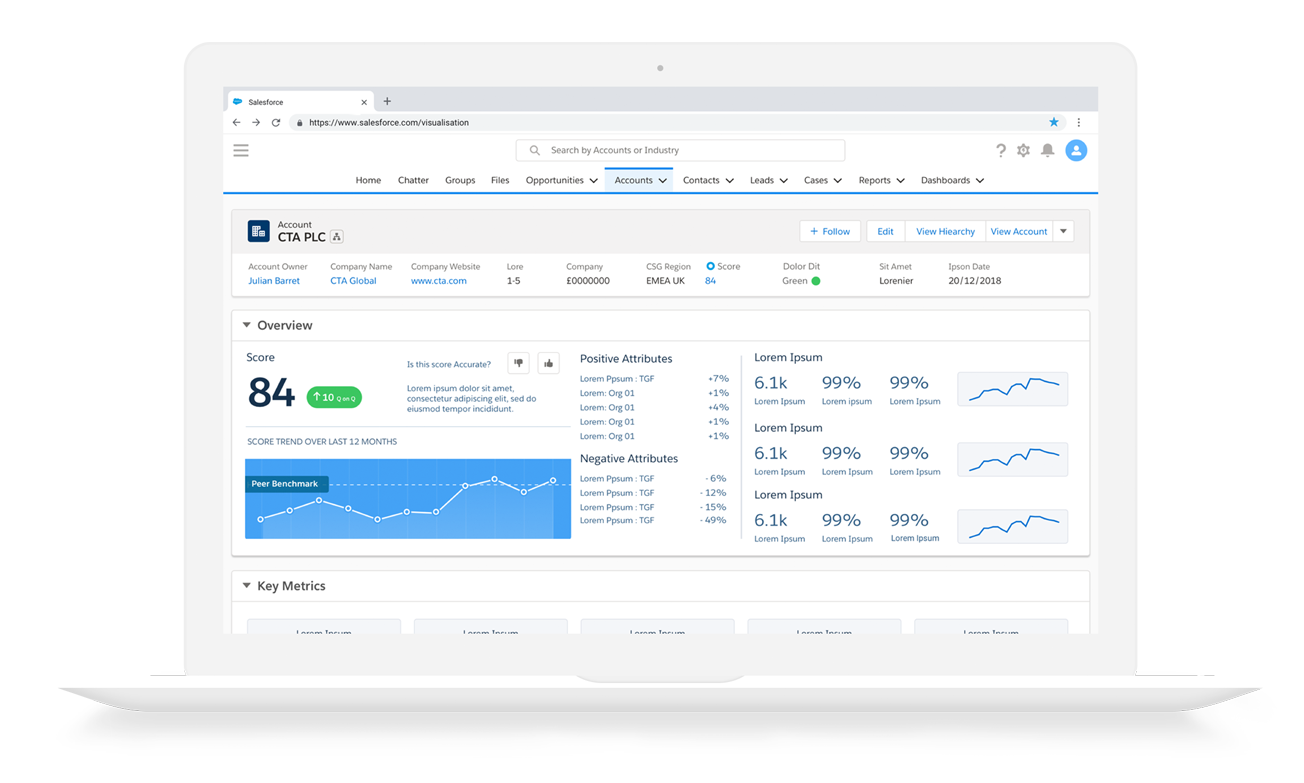 Salesforce
https://www.salesforce.com/visualisation
Search by Accounts or Industry
Home Chatter Groups Files Opportunities Accounts Contacts Leads Cases Reports Dashboards
Account
CTA PLC
+ Follow Edit View Hiearchy View Account
Account Owner Company Name Company Website Lore Company CSG Region Score Dolor Dit Sit Amet Ipson Date
Julian Barret CTA Global www.cta.com 1-5 £0000000 EMEA UK 84 Green Lorenier 20/12/2018
Overview
Score
84
↑ 10 Q on Q
Is this score Accurate?
Lorem ipsum dolor sit amet,
consectetur adipiscing elit, sed do
eiusmod tempor incididunt.
SCORE TREND OVER LAST 12 MONTHS
Peer Benchmark
Positive Attributes
Lorem Ppsum : TGF +7%
Lorem: Org 01 +1%
Lorem: Org 01 +4%
Lorem: Org 01 +1%
Lorem: Org 01 +1%
Negative Attributes
Lorem Ppsum : TGF - 6%
Lorem Ppsum : TGF - 12%
Lorem Ppsum : TGF - 15%
Lorem Ppsum : TGF - 49%
Lorem Ipsum
6.1k 99% 99%
Lorem Ipsum Lorem ipsum Lorem Ipsum
Lorem Ipsum
6.1k 99% 99%
Lorem Ipsum Lorem Ipsum Lorem Ipsum
Lorem Ipsum
6.1k 99% 99%
Lorem Ipsum Lorem Ipsum Lorem Ipsum
Key Metrics
Lorem Ipsum Lorem Ipsum Lorem Ipsum Lorem Ipsum Lorem Ipsum